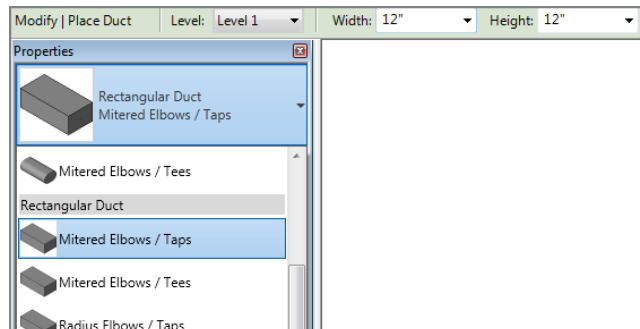 Modify | Place Duct Level: Level 1 Width: 12" Height: 12"
Properties
Rectangular Duct
Mitered Elbows / Taps
Mitered Elbows / Tees
Rectangular Duct
Mitered Elbows / Taps
Mitered Elbows / Tees
Radius Elbows / Taps